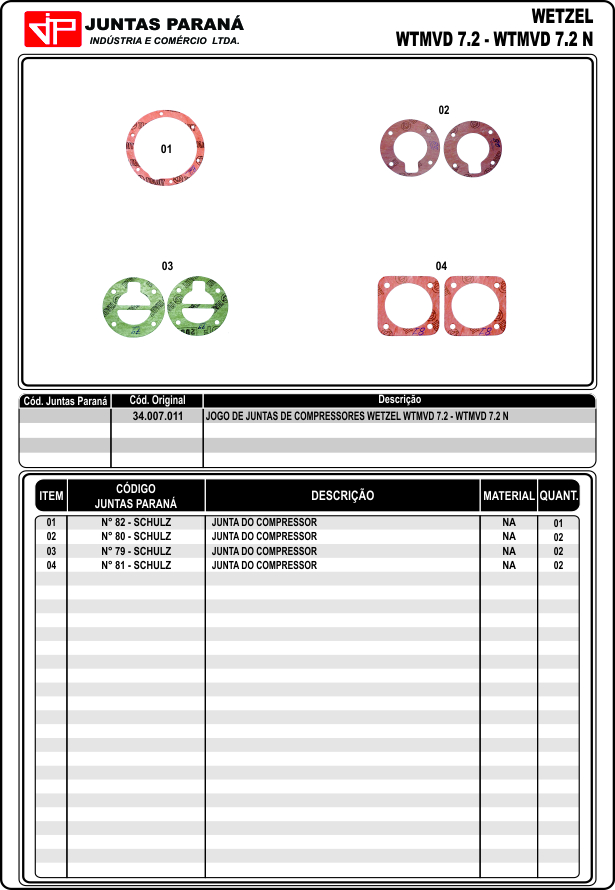 JP
JUNTAS PARANÁ
INDÚSTRIA E COMÉRCIO LTDA.
WETZEL
WTMVD 7.2 - WTMVD 7.2 N
01
02
03
04
Cód. Juntas Paraná Cód. Original Descrição
34.007.011 JOGO DE JUNTAS DE COMPRESSORES WETZEL WTMVD 7.2 - WTMVD 7.2 N
ITEM CÓDIGO JUNTAS PARANÁ DESCRIÇÃO MATERIAL QUANT.
01 N° 82 - SCHULZ JUNTA DO COMPRESSOR NA 01
02 N° 80 - SCHULZ JUNTA DO COMPRESSOR NA 02
03 N° 79 - SCHULZ JUNTA DO COMPRESSOR NA 02
04 N° 81 - SCHULZ JUNTA DO COMPRESSOR NA 02